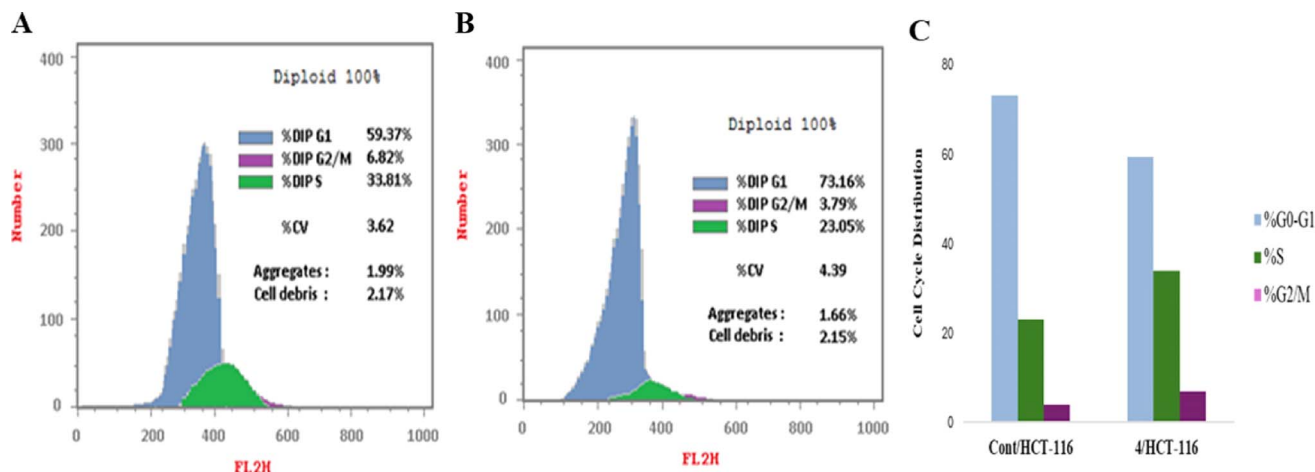 A
400
300
200
100
0
Number
0
200
400
600
800
1000
FL2H
Diploid 100%
%DIP G1 59.37%
%DIP G2/M 6.82%
%DIP S 33.81%
%CV 3.62
Aggregates : 1.99%
Cell debris : 2.17%
B
400
300
200
100
0
Number
0
200
400
600
800
1000
FL2H
Diploid 100%
%DIP G1 73.16%
%DIP G2/M 3.79%
%DIP S 23.05%
%CV 4.39
Aggregates : 1.66%
Cell debris : 2.15%
C
80
60
40
20
0
Cell Cycle Distribution
Cont/HCT-116
4/HCT-116
%G0-G1
%S
%G2/M